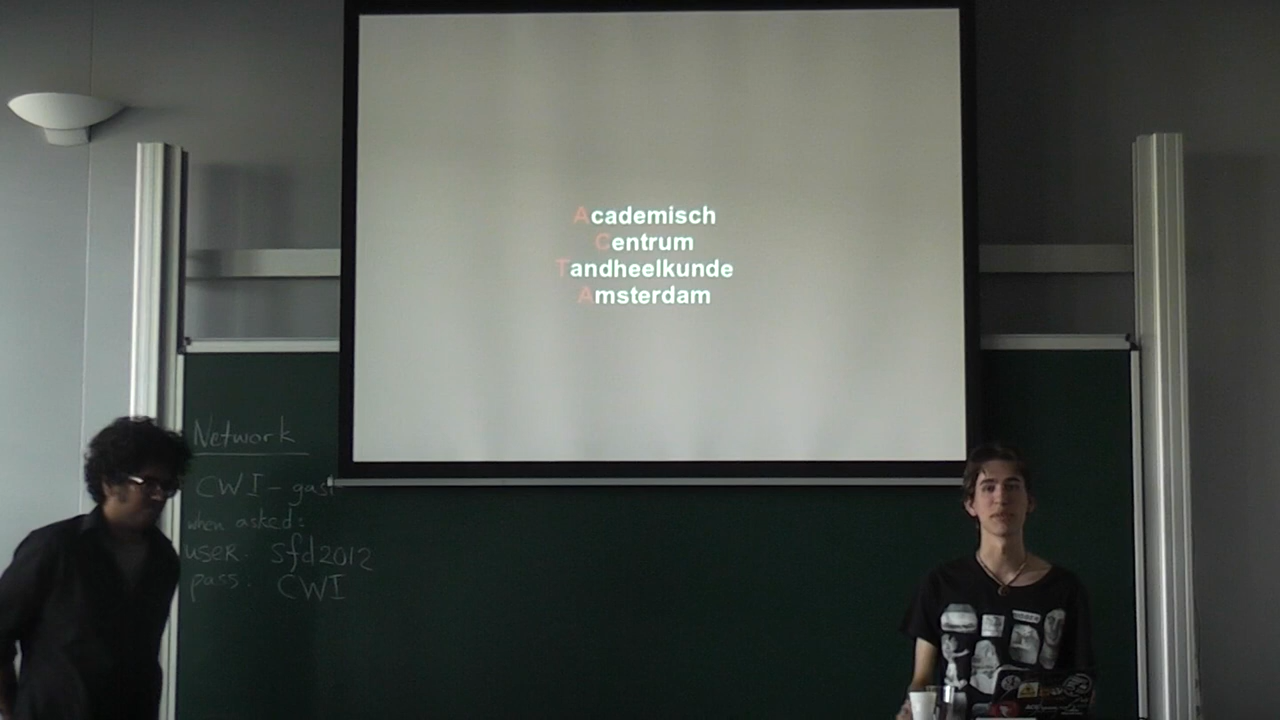 Academisch
Centrum
Tandheelkunde
Amsterdam
Network
CWI - gast
when asked:
user: sfd2012
pass: CWI